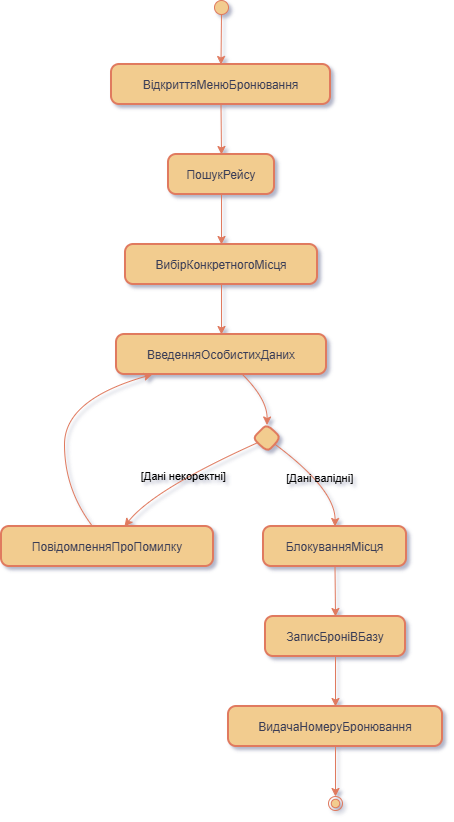 ВідкриттяМенюБронювання
ПошукРейсу
ВибірКонкретногоМісця
ВведенняОсобистихДаних
[Дані некоректні]
[Дані валідні]
ПовідомленняПроПомилку
БлокуванняМісця
ЗаписБроніВБазу
ВидачаНомеруБронювання